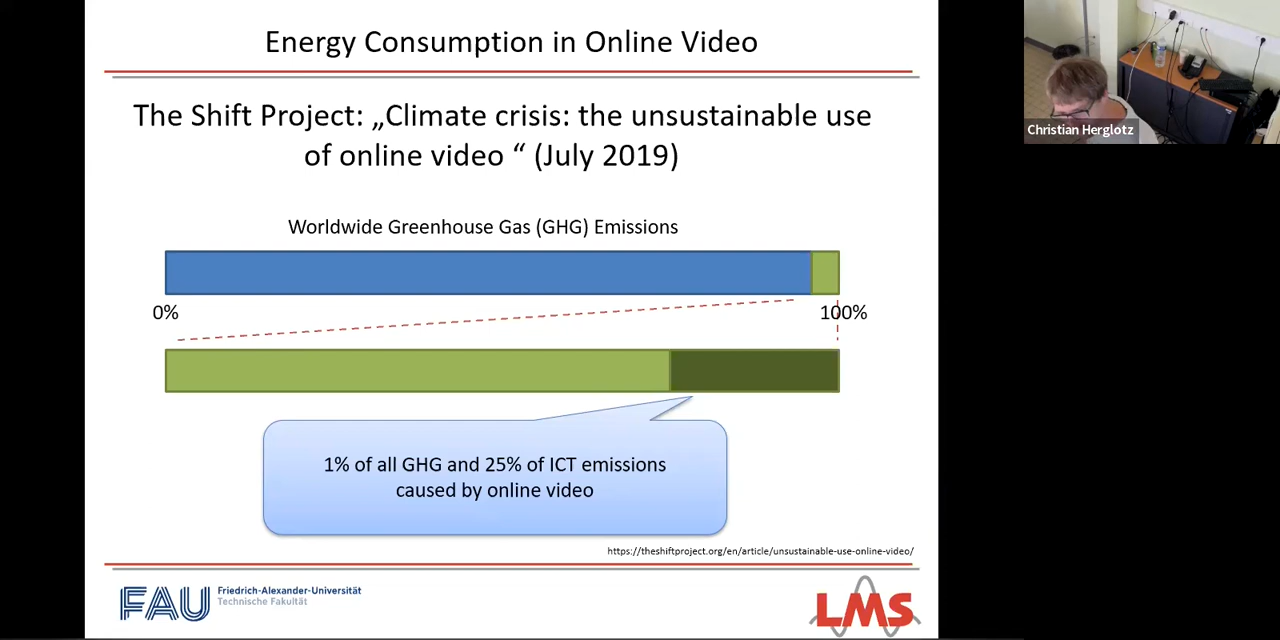 Energy Consumption in Online Video
The Shift Project: „Climate crisis: the unsustainable use
of online video “ (July 2019)
Worldwide Greenhouse Gas (GHG) Emissions
0%
100%
1% of all GHG and 25% of ICT emissions
caused by online video
https://theshiftproject.org/en/article/unsustainable-use-online-video/
FAU
Friedrich-Alexander-Universität
Technische Fakultät
LMS
Christian Herglotz